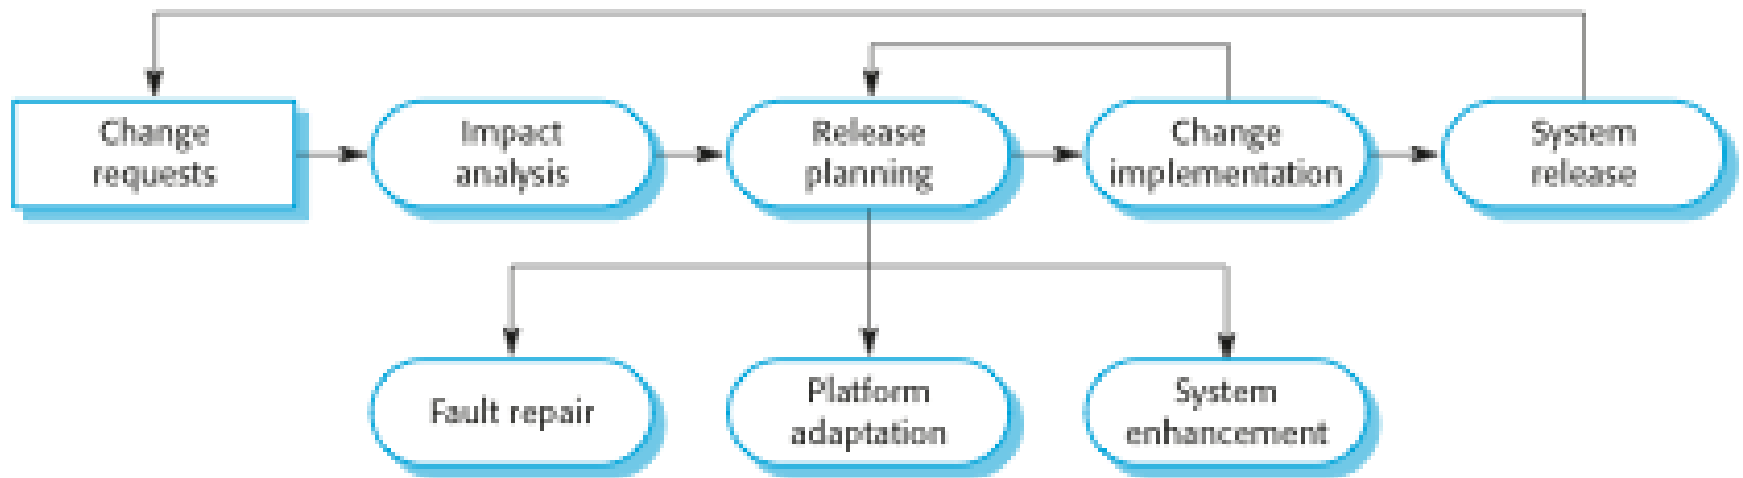 Change
requests
Impact
analysis
Release
planning
Change
implementation
System
release
Fault repair
Platform
adaptation
System
enhancement